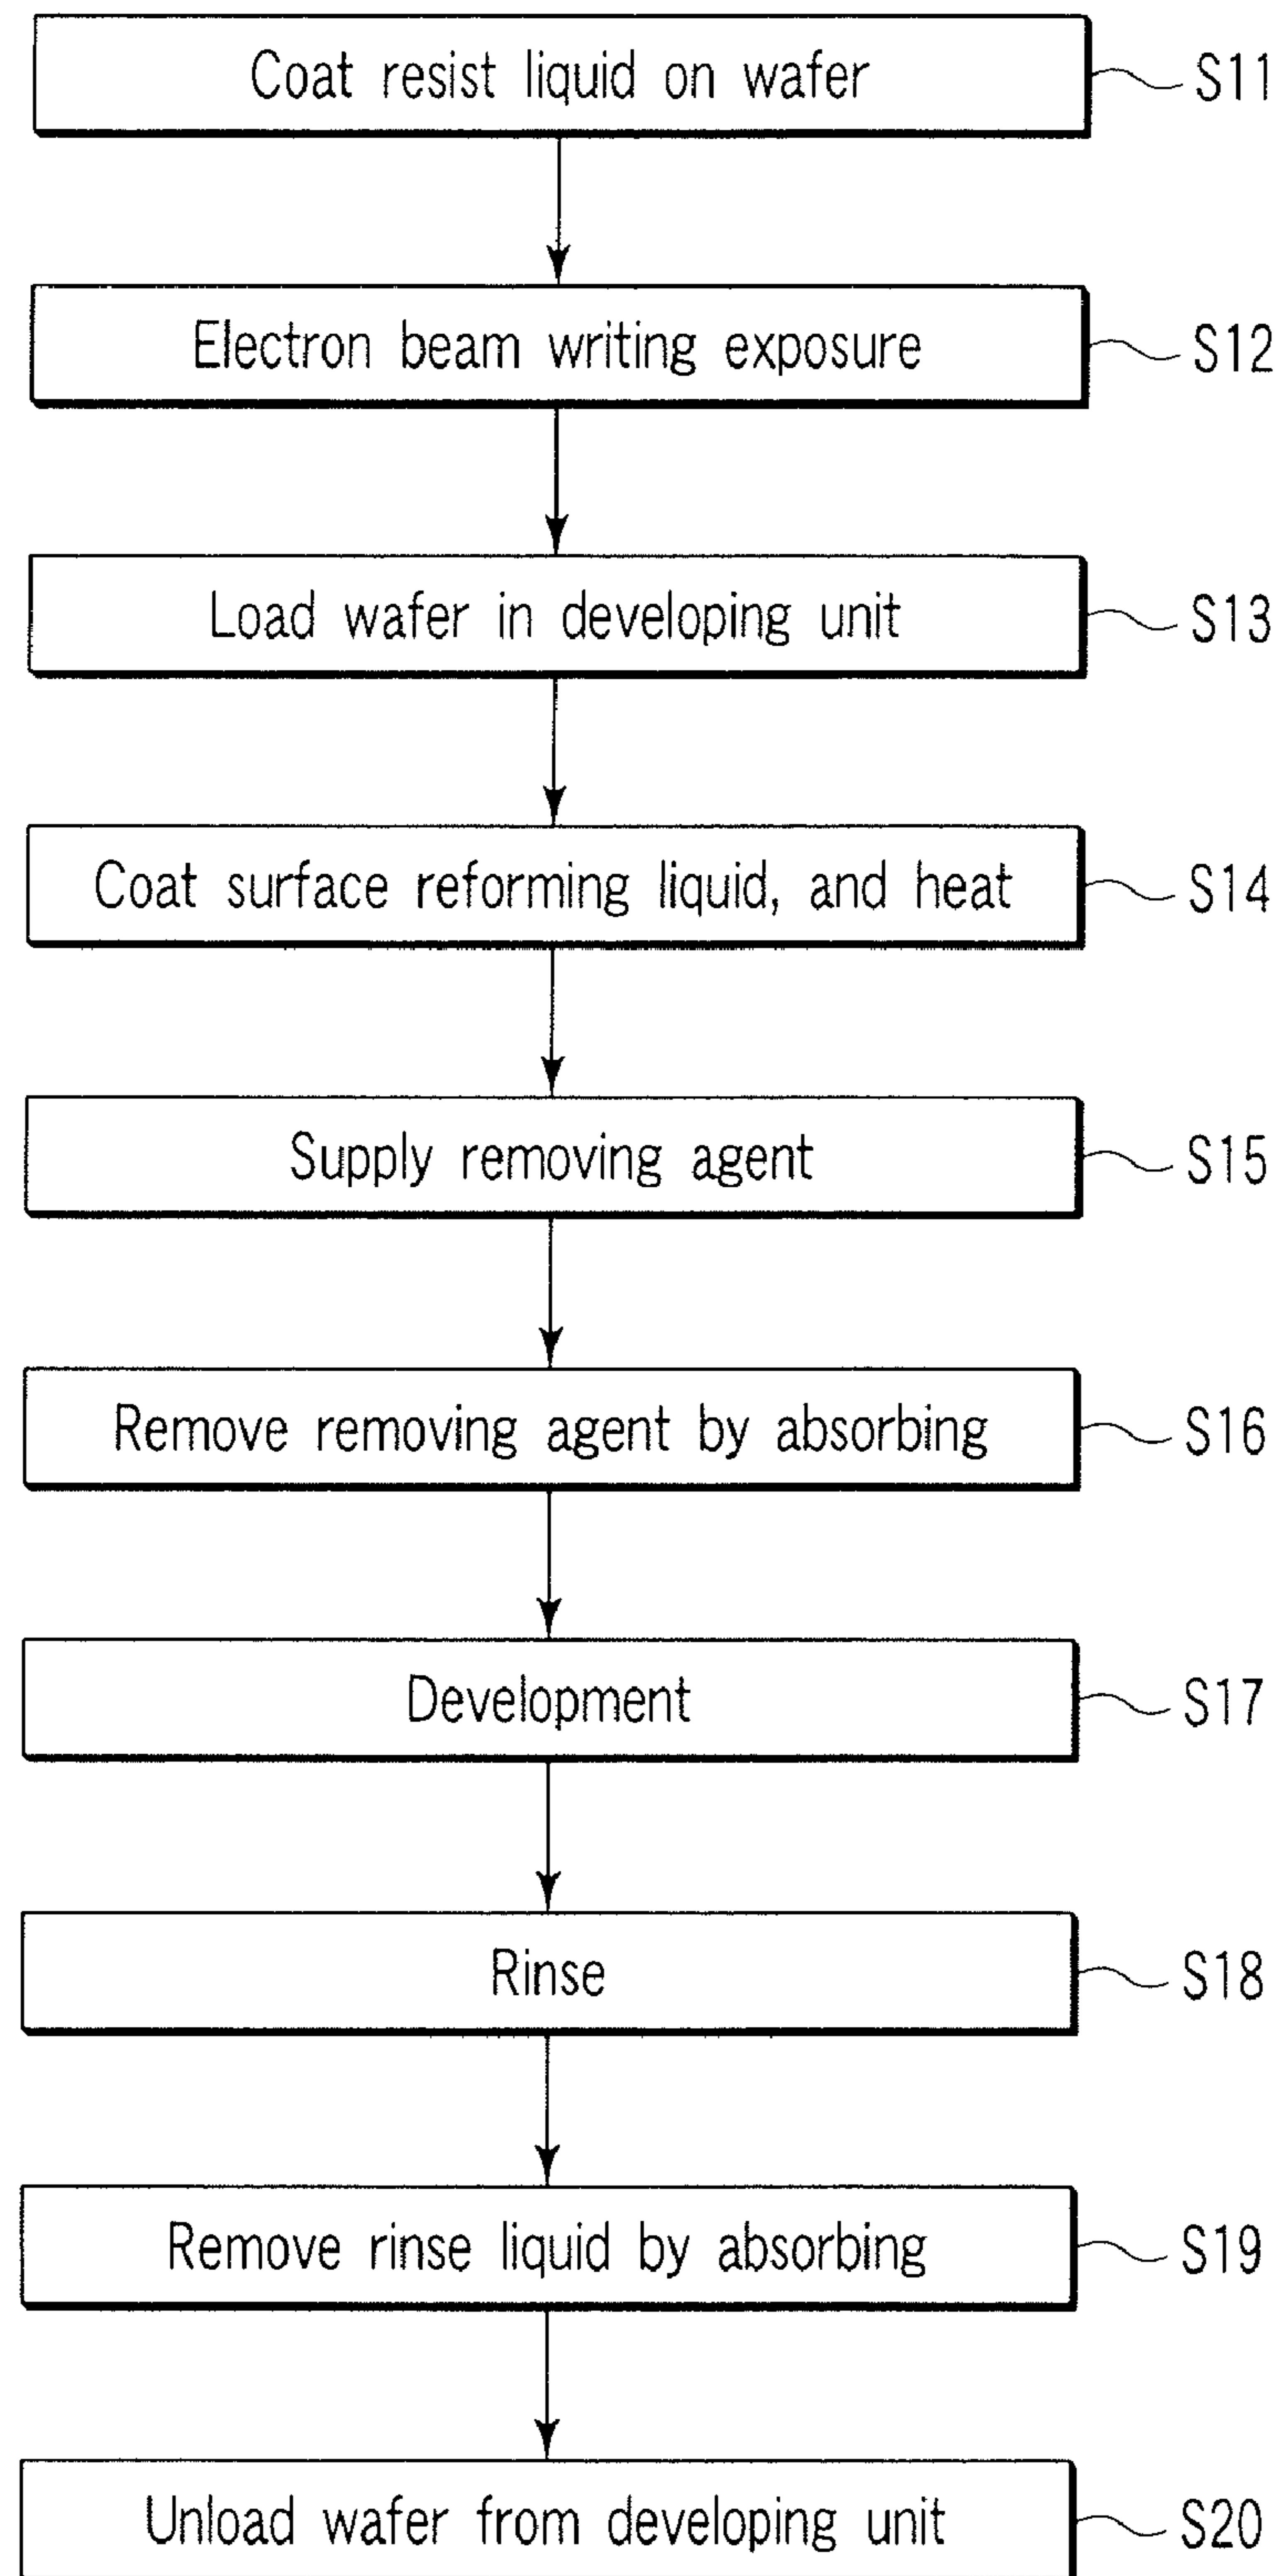 Coat resist liquid on wafer S11
Electron beam writing exposure S12
Load wafer in developing unit S13
Coat surface reforming liquid, and heat S14
Supply removing agent S15
Remove removing agent by absorbing S16
Development S17
Rinse S18
Remove rinse liquid by absorbing S19
Unload wafer from developing unit S20